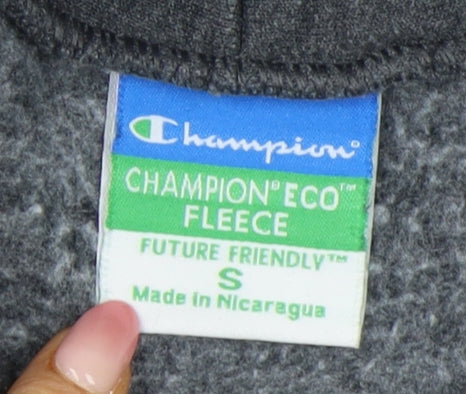 Champion®
CHAMPION® ECO™
FLEECE
FUTURE FRIENDLY™
S
Made in Nicaragua